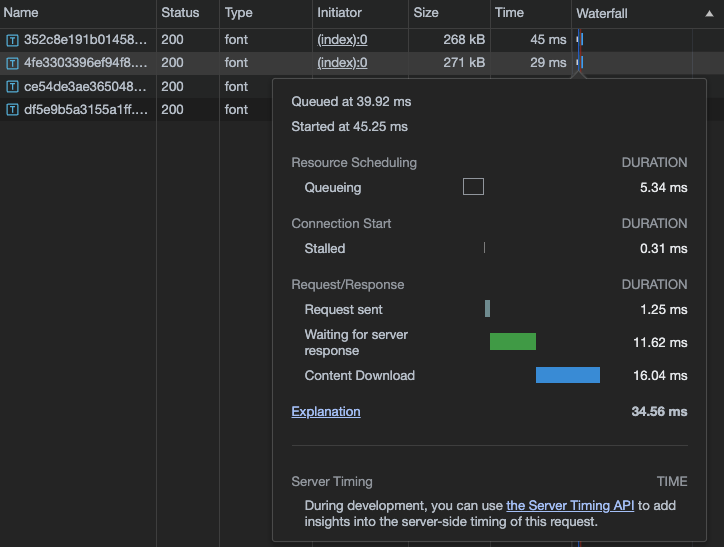 Name Status Type Initiator Size Time Waterfall
352c8e191b01458.... 200 font (index):0 268 kB 45 ms
4fe3303396ef94f8.... 200 font (index):0 271 kB 29 ms
ce54de3ae365048... 200 font
df5e9b5a3155a1ff.... 200 font
Queued at 39.92 ms
Started at 45.25 ms
Resource Scheduling DURATION
Queueing 5.34 ms
Connection Start DURATION
Stalled 0.31 ms
Request/Response DURATION
Request sent 1.25 ms
Waiting for server
response 11.62 ms
Content Download 16.04 ms
Explanation 34.56 ms
Server Timing TIME
During development, you can use the Server Timing API to add
insights into the server-side timing of this request.